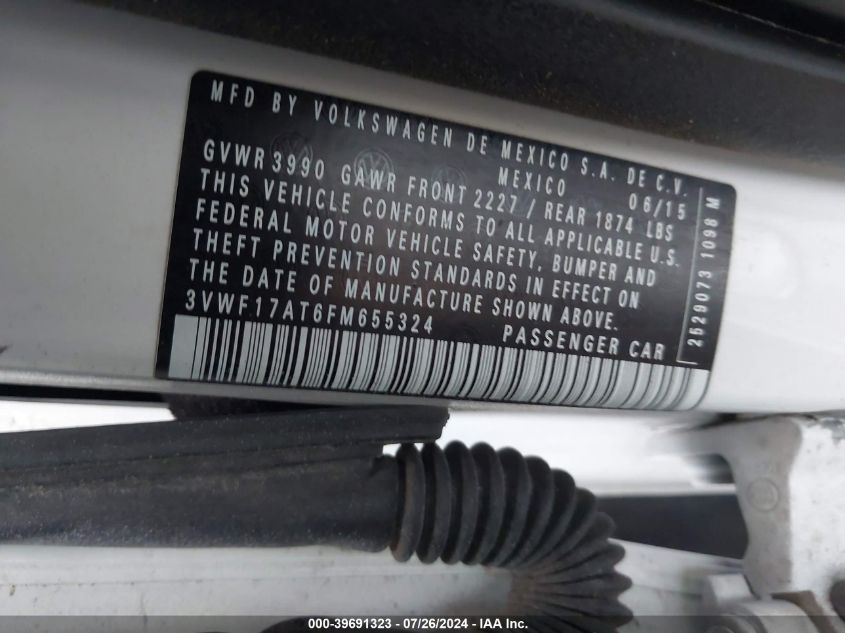 MFD BY VOLKSWAGEN DE MEXICO S.A. DE C.V.
MEXICO
06/15
GVWR 3990 GAWR FRONT 2227 / REAR 1874 LBS
THIS VEHICLE CONFORMS TO ALL APPLICABLE U.S.
FEDERAL MOTOR VEHICLE SAFETY, BUMPER AND
THEFT PREVENTION STANDARDS IN EFFECT ON
THE DATE OF MANUFACTURE SHOWN ABOVE.
3VWF17AT6FM655324
PASSENGER CAR
2529073 1098 M
000-39691323 / 07/26/2024 - IAA Inc.